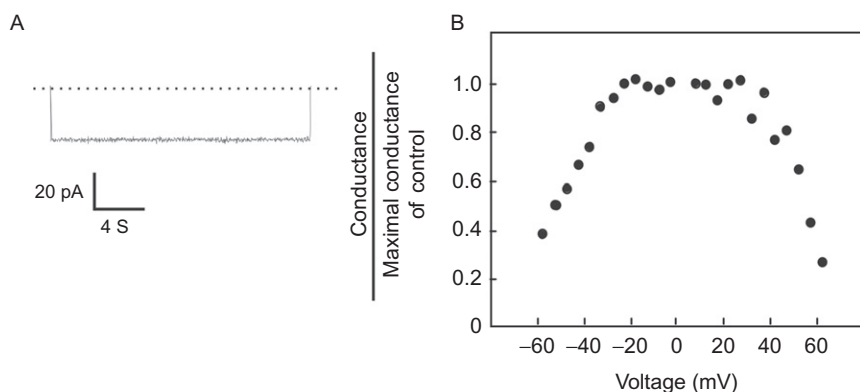 A
20 pA
4 S
B
Conductance
Maximal conductance
of control
1.0
0.8
0.6
0.4
0.2
0
–60 –40 –20 0 20 40 60
Voltage (mV)